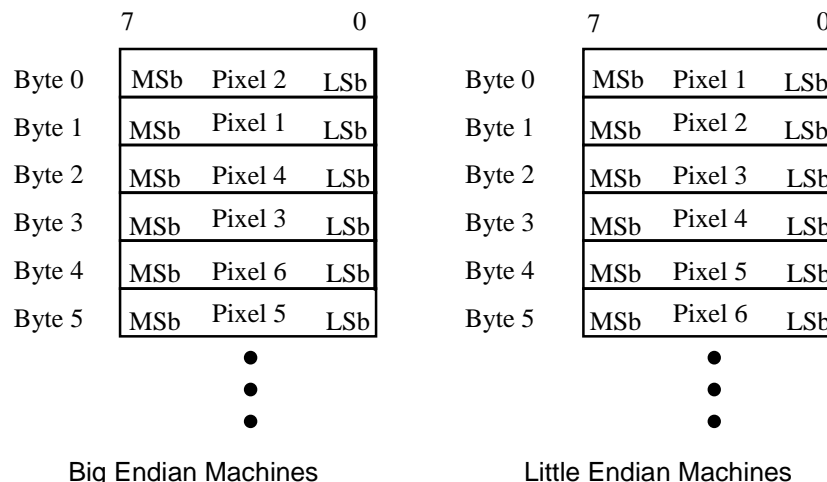 7 0 7 0
Byte 0 MSb Pixel 2 LSb Byte 0 MSb Pixel 1 LSb
Byte 1 MSb Pixel 1 LSb Byte 1 MSb Pixel 2 LSb
Byte 2 MSb Pixel 4 LSb Byte 2 MSb Pixel 3 LSb
Byte 3 MSb Pixel 3 LSb Byte 3 MSb Pixel 4 LSb
Byte 4 MSb Pixel 6 LSb Byte 4 MSb Pixel 5 LSb
Byte 5 MSb Pixel 5 LSb Byte 5 MSb Pixel 6 LSb
Big Endian Machines Little Endian Machines